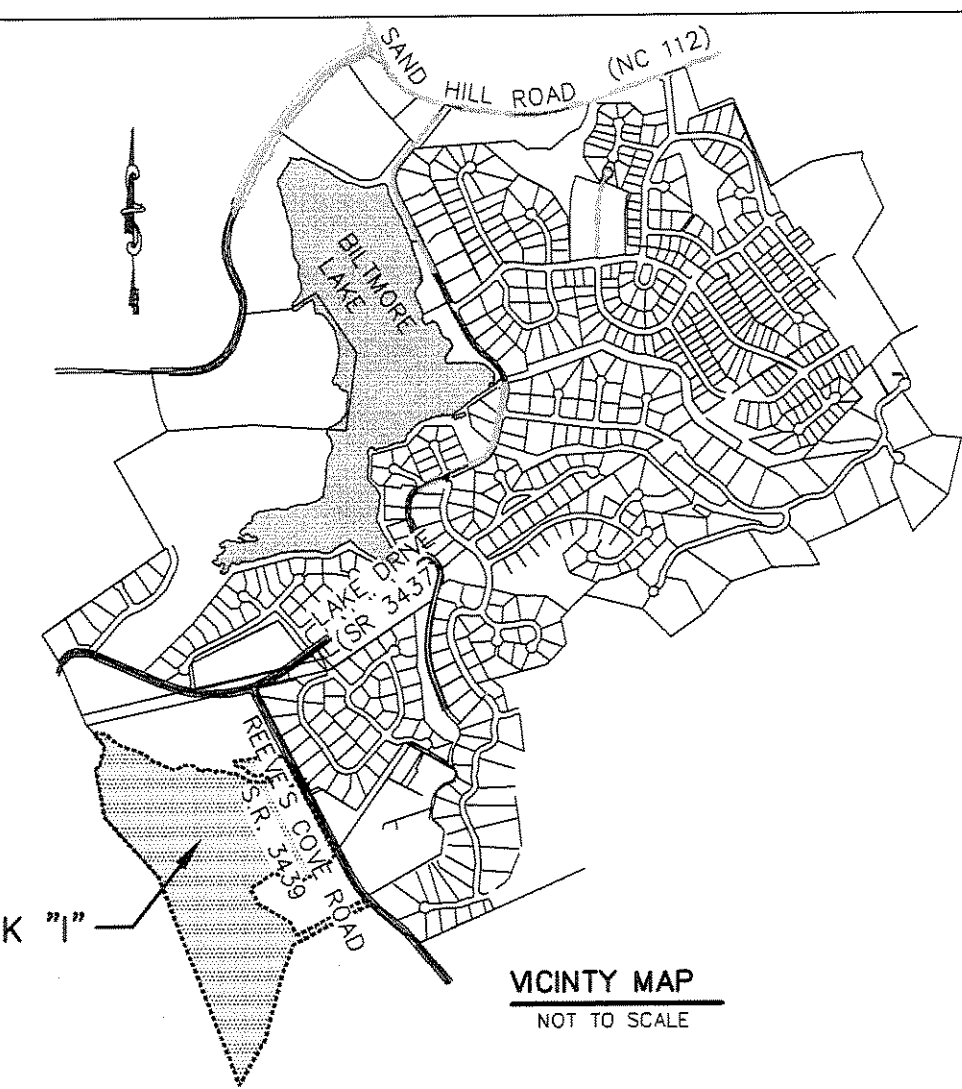 SAND HILL ROAD (NC 112)
BILTMORE
LAKE
LAKE DRIVE
(SR 3437
REEVE'S COVE ROAD
S.R. 3439
K "I"
VICINTY MAP
NOT TO SCALE